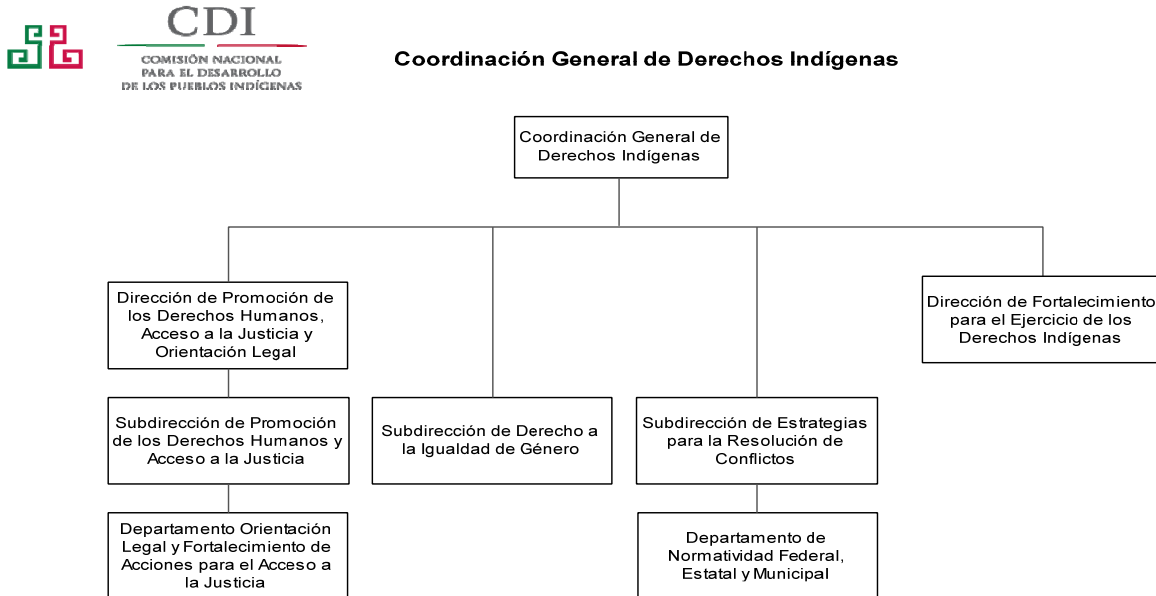 CDI
COMISIÓN NACIONAL
PARA EL DESARROLLO
DE LOS PUEBLOS INDÍGENAS
Coordinación General de Derechos Indígenas
Coordinación General de
Derechos Indígenas
Dirección de Promoción de
los Derechos Humanos,
Acceso a la Justicia y
Orientación Legal
Dirección de Fortalecimiento
para el Ejercicio de los
Derechos Indígenas
Subdirección de Promoción
de los Derechos Humanos y
Acceso a la Justicia
Subdirección de Derecho a
la Igualdad de Género
Subdirección de Estrategias
para la Resolución de
Conflictos
Departamento Orientación
Legal y Fortalecimiento de
Acciones para el Acceso a
la Justicia
Departamento de
Normatividad Federal,
Estatal y Municipal